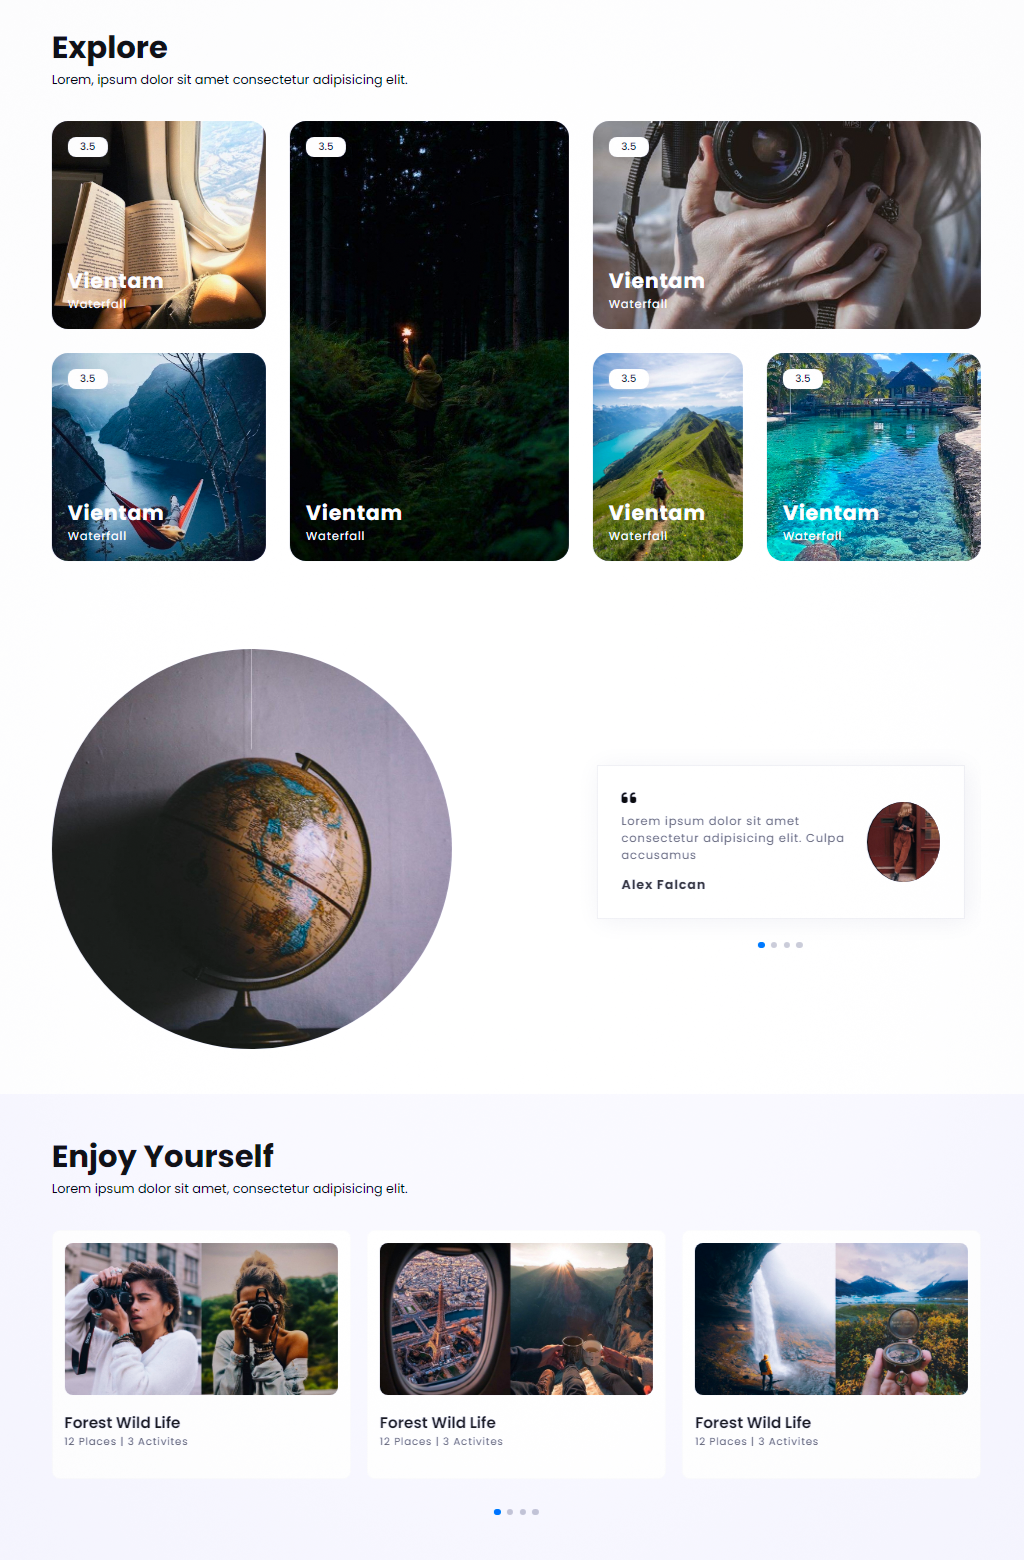 Explore
Lorem, ipsum dolor sit amet consectetur adipisicing elit.
3.5
Vientam
Waterfall
3.5
Vientam
Waterfall
3.5
Vientam
Waterfall
3.5
Vientam
Waterfall
3.5
Vientam
Waterfall
3.5
Vientam
Waterfall
Lorem ipsum dolor sit amet
consectetur adipisicing elit. Culpa
accusamus
Alex Falcan
Enjoy Yourself
Lorem ipsum dolor sit amet, consectetur adipisicing elit.
Forest Wild Life
12 Places | 3 Activites
Forest Wild Life
12 Places | 3 Activites
Forest Wild Life
12 Places | 3 Activites